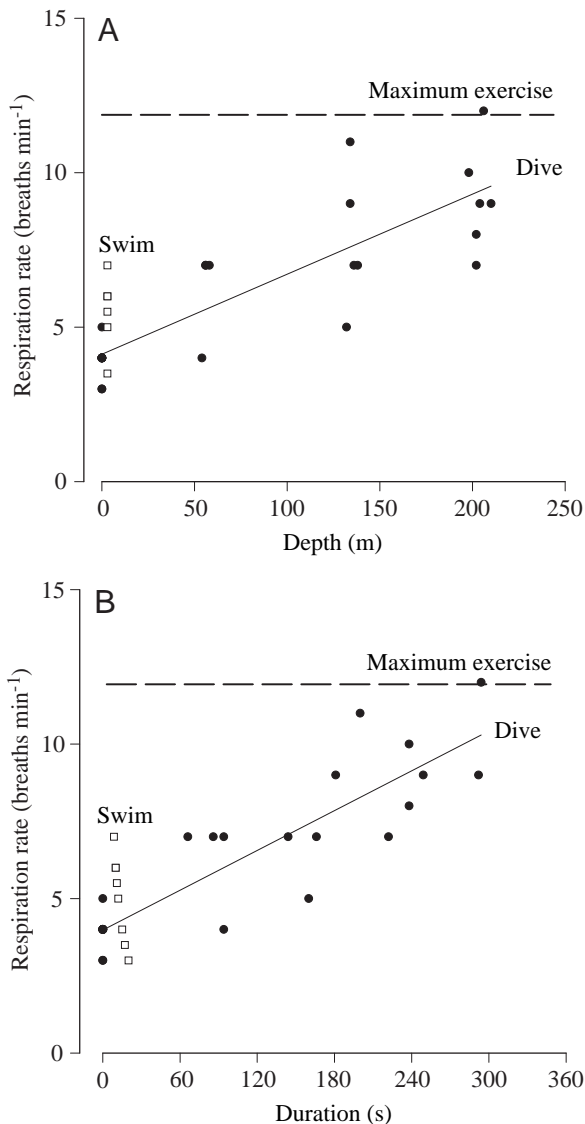 A
15
Maximum exercise
10
Dive
Swim
5
0
Respiration rate (breaths min⁻¹)
0 50 100 150 200 250
Depth (m)
B
15
Maximum exercise
Dive
10
Swim
5
0
Respiration rate (breaths min⁻¹)
0 60 120 180 240 300 360
Duration (s)